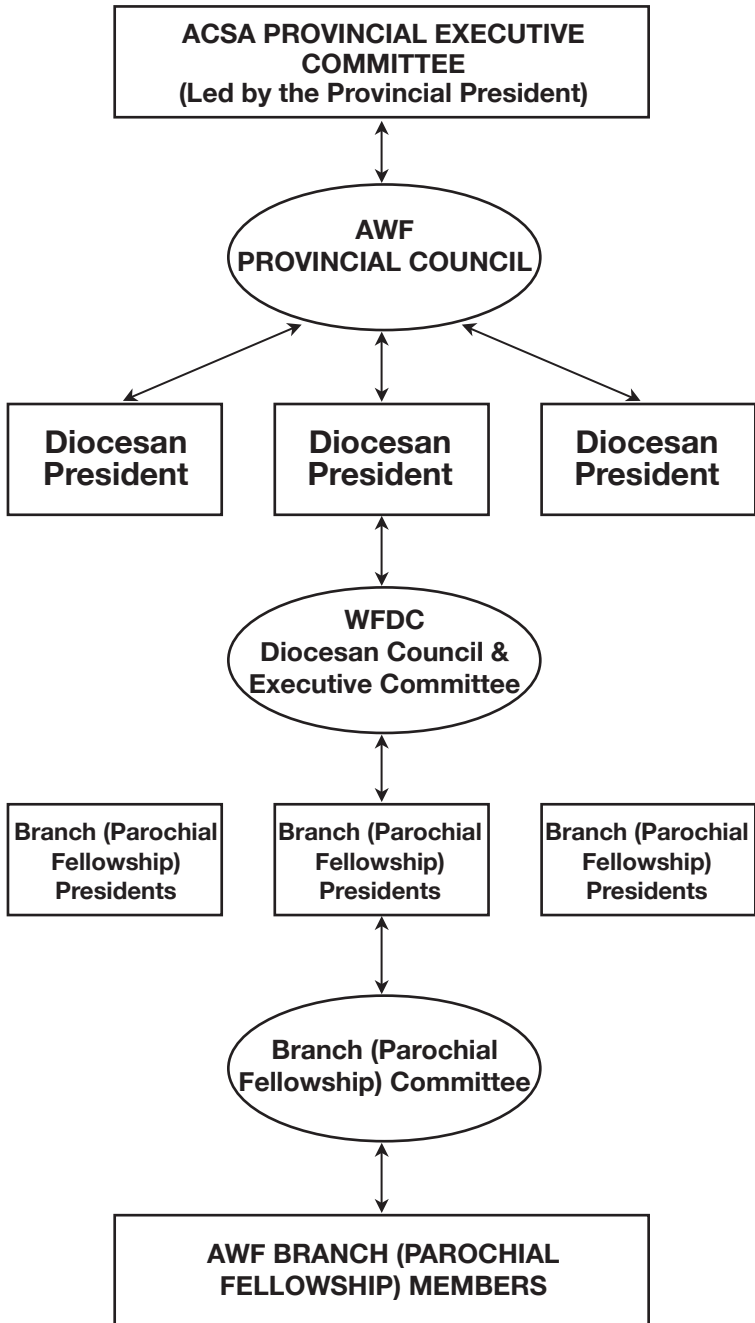 ACSA PROVINCIAL EXECUTIVE
COMMITTEE
(Led by the Provincial President)
AWF
PROVINCIAL COUNCIL
Diocesan
President
Diocesan
President
Diocesan
President
WFDC
Diocesan Council &
Executive Committee
Branch (Parochial
Fellowship)
Presidents
Branch (Parochial
Fellowship)
Presidents
Branch (Parochial
Fellowship)
Presidents
Branch (Parochial
Fellowship) Committee
AWF BRANCH (PAROCHIAL
FELLOWSHIP) MEMBERS